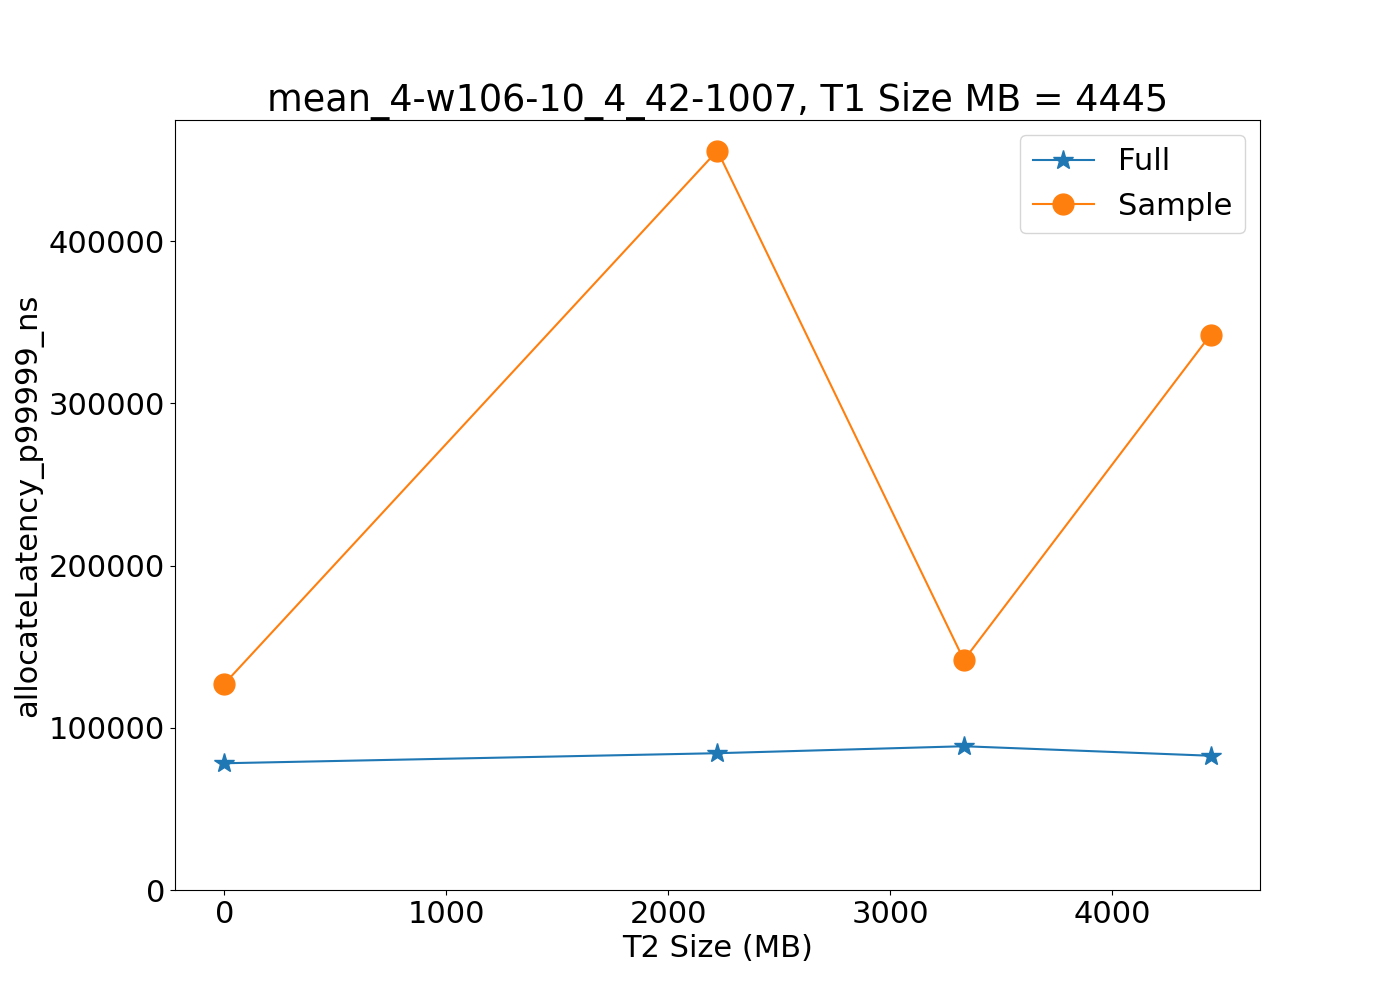 mean_4-w106-10_4_42-1007, T1 Size MB = 4445
Full
Sample
allocateLatency_p99999_ns
400000
300000
200000
100000
0
0 1000 2000 3000 4000
T2 Size (MB)